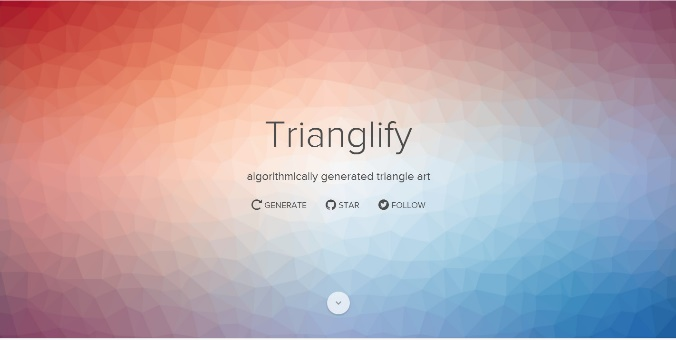 Trianglify
algorithmically generated triangle art
GENERATE STAR FOLLOW